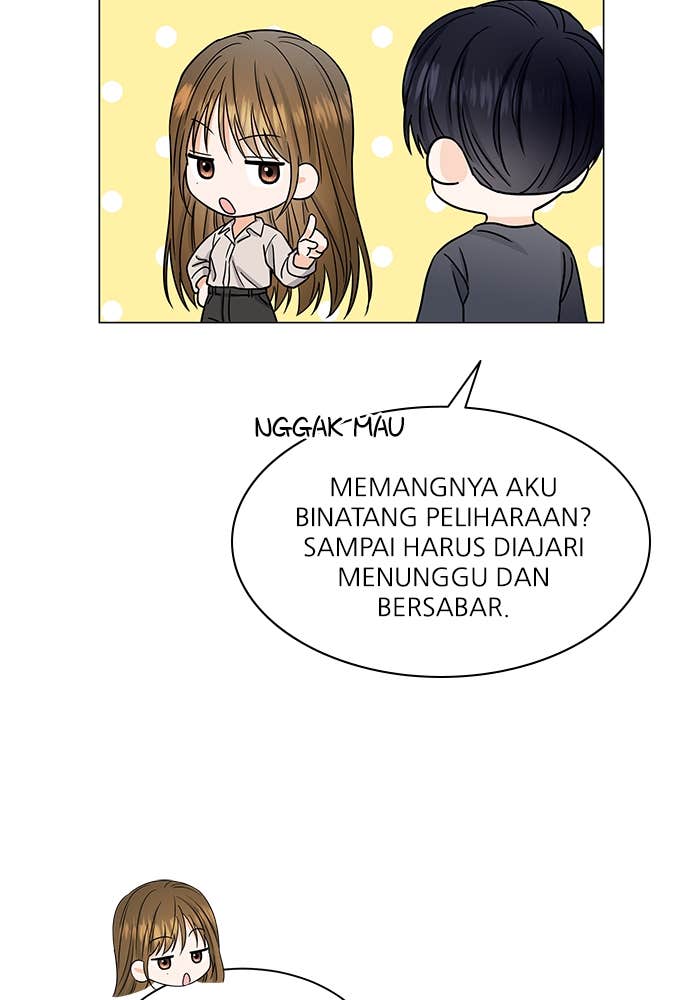 NGGAK MAU
MEMANGNYA AKU
BINATANG PELIHARAAN?
SAMPAI HARUS DIAJARI
MENUNGGU DAN
BERSABAR.